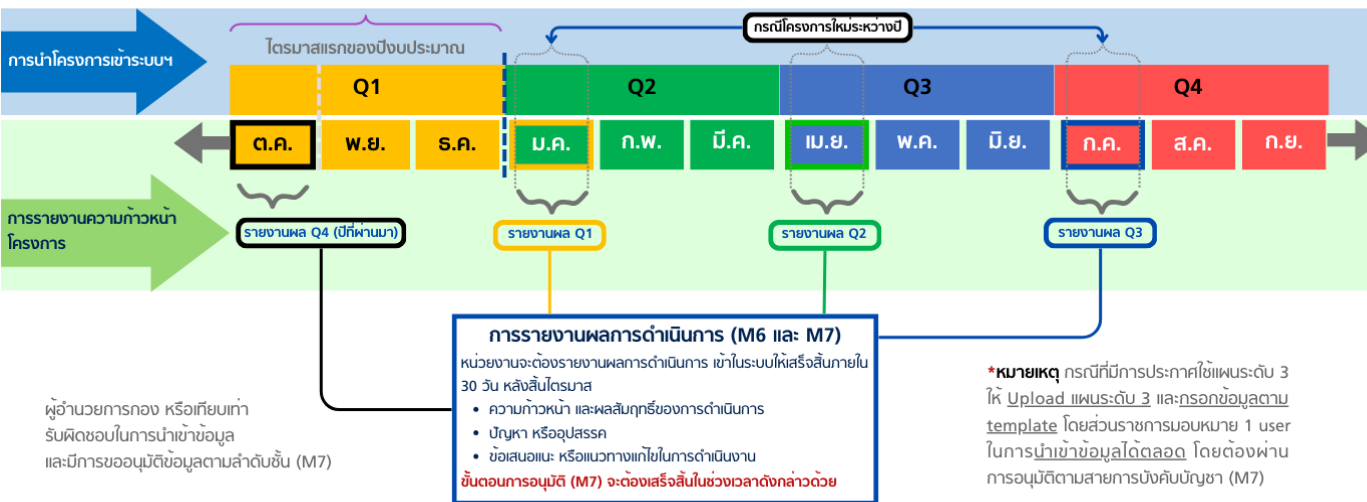 กรณีโครงการใหม่ระหว่างปี
ไตรมาสแรกของปีงบประมาณ
การนำโครงการเข้าระบบฯ
Q1
Q2
Q3
Q4
ต.ค.
พ.ย.
ธ.ค.
ม.ค.
ก.พ.
มี.ค.
เม.ย.
พ.ค.
มิ.ย.
ก.ค.
ส.ค.
ก.ย.
การรายงานความก้าวหน้า
โครงการ
รายงานผล Q4 (ปีที่ผ่านมา)
รายงานผล Q1
รายงานผล Q2
รายงานผล Q3
การรายงานผลการดำเนินการ (M6 และ M7)
หน่วยงานจะต้องรายงานผลการดำเนินการ เข้าในระบบให้เสร็จสิ้นภายใน
30 วัน หลังสิ้นไตรมาส
• ความก้าวหน้า และผลสัมฤทธิ์ของการดำเนินการ
• ปัญหา หรืออุปสรรค
• ข้อเสนอแนะ หรือแนวทางแก้ไขในการดำเนินงาน
ขั้นตอนการอนุมัติ (M7) จะต้องเสร็จสิ้นในช่วงเวลาดังกล่าวด้วย
ผู้อำนวยการกอง หรือเทียบเท่า
รับผิดชอบในการนำเข้าข้อมูล
และมีการขออนุมัติข้อมูลตามลำดับชั้น (M7)
*หมายเหตุ กรณีที่มีการประกาศใช้แผนระดับ 3
ให้ Upload แผนระดับ 3 และกรอกข้อมูลตาม
template โดยส่วนราชการมอบหมาย 1 user
ในการนำเข้าข้อมูลได้ตลอด โดยต้องผ่าน
การอนุมัติตามสายการบังคับบัญชา (M7)